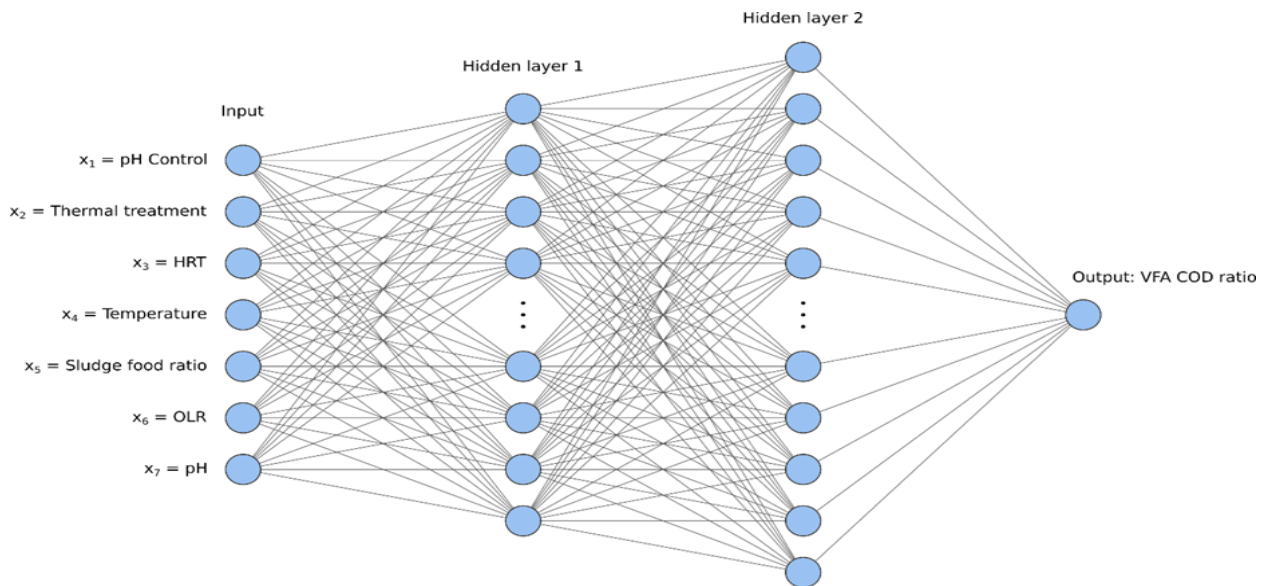 Hidden layer 2
Hidden layer 1
Input
x₁ = pH Control
x₂ = Thermal treatment
x₃ = HRT
x₄ = Temperature
x₅ = Sludge food ratio
x₆ = OLR
x₇ = pH
Output: VFA COD ratio